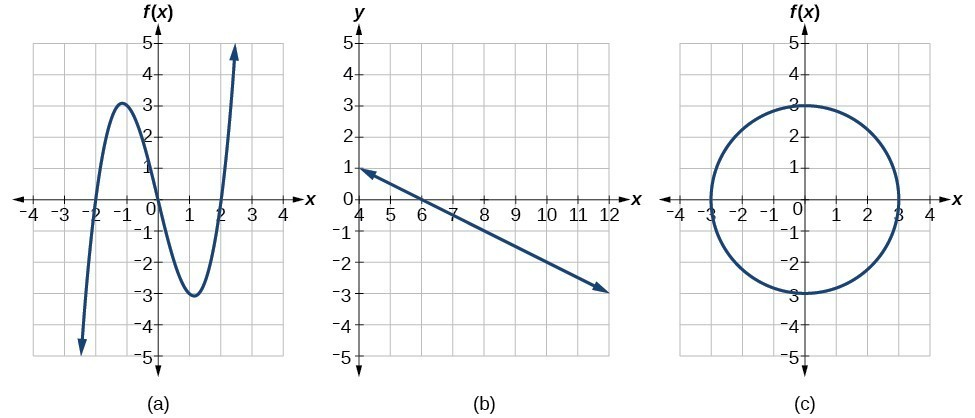 f(x) y f(x)
5 5 5
4 4 4
3 3 3
2 2 2
1 1 1
x 0 x x
−4 −3 −2 −1 0 1 2 3 4 4 5 6 7 8 9 10 11 12 −4 −3 −2 −1 0 1 2 3 4
−1 −1 −1
−2 −2 −2
−3 −3 −3
−4 −4 −4
−5 −5 −5
(a) (b) (c)